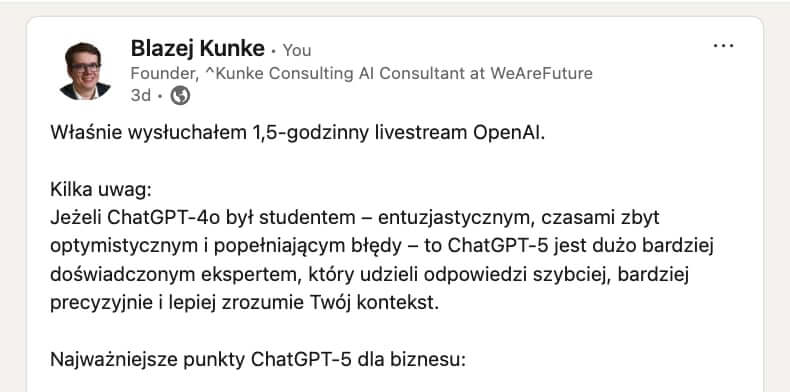 Blazej Kunke • You
Founder, ^Kunke Consulting AI Consultant at WeAreFuture
3d •
Właśnie wysłuchałem 1,5-godzinny livestream OpenAI.
Kilka uwag:
Jeżeli ChatGPT-4o był studentem – entuzjastycznym, czasami zbyt
optymistycznym i popełniającym błędy – to ChatGPT-5 jest dużo bardziej
doświadczonym ekspertem, który udzieli odpowiedzi szybciej, bardziej
precyzyjnie i lepiej zrozumie Twój kontekst.
Najważniejsze punkty ChatGPT-5 dla biznesu: